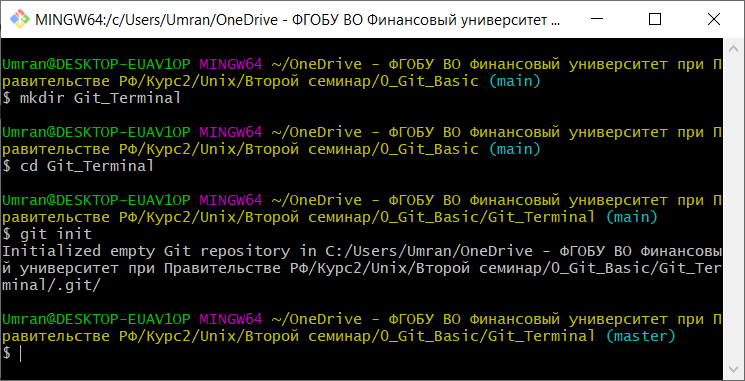 MINGW64:/c/Users/Umran/OneDrive - ФГОБУ ВО Финансовый университет ...
Umran@DESKTOP-EUAV1OP MINGW64 ~/OneDrive - ФГОБУ ВО Финансовый университет при П
равительстве РФ/Курс2/Unix/Второй семинар/0_Git_Basic (main)
$ mkdir Git_Terminal
Umran@DESKTOP-EUAV1OP MINGW64 ~/OneDrive - ФГОБУ ВО Финансовый университет при П
равительстве РФ/Курс2/Unix/Второй семинар/0_Git_Basic (main)
$ cd Git_Terminal
Umran@DESKTOP-EUAV1OP MINGW64 ~/OneDrive - ФГОБУ ВО Финансовый университет при П
равительстве РФ/Курс2/Unix/Второй семинар/0_Git_Basic/Git_Terminal (main)
$ git init
Initialized empty Git repository in C:/Users/Umran/OneDrive - ФГОБУ ВО Финансовы
й университет при Правительстве РФ/Курс2/Unix/Второй семинар/0_Git_Basic/Git_Ter
minal/.git/
Umran@DESKTOP-EUAV1OP MINGW64 ~/OneDrive - ФГОБУ ВО Финансовый университет при П
равительстве РФ/Курс2/Unix/Второй семинар/0_Git_Basic/Git_Terminal (master)
$